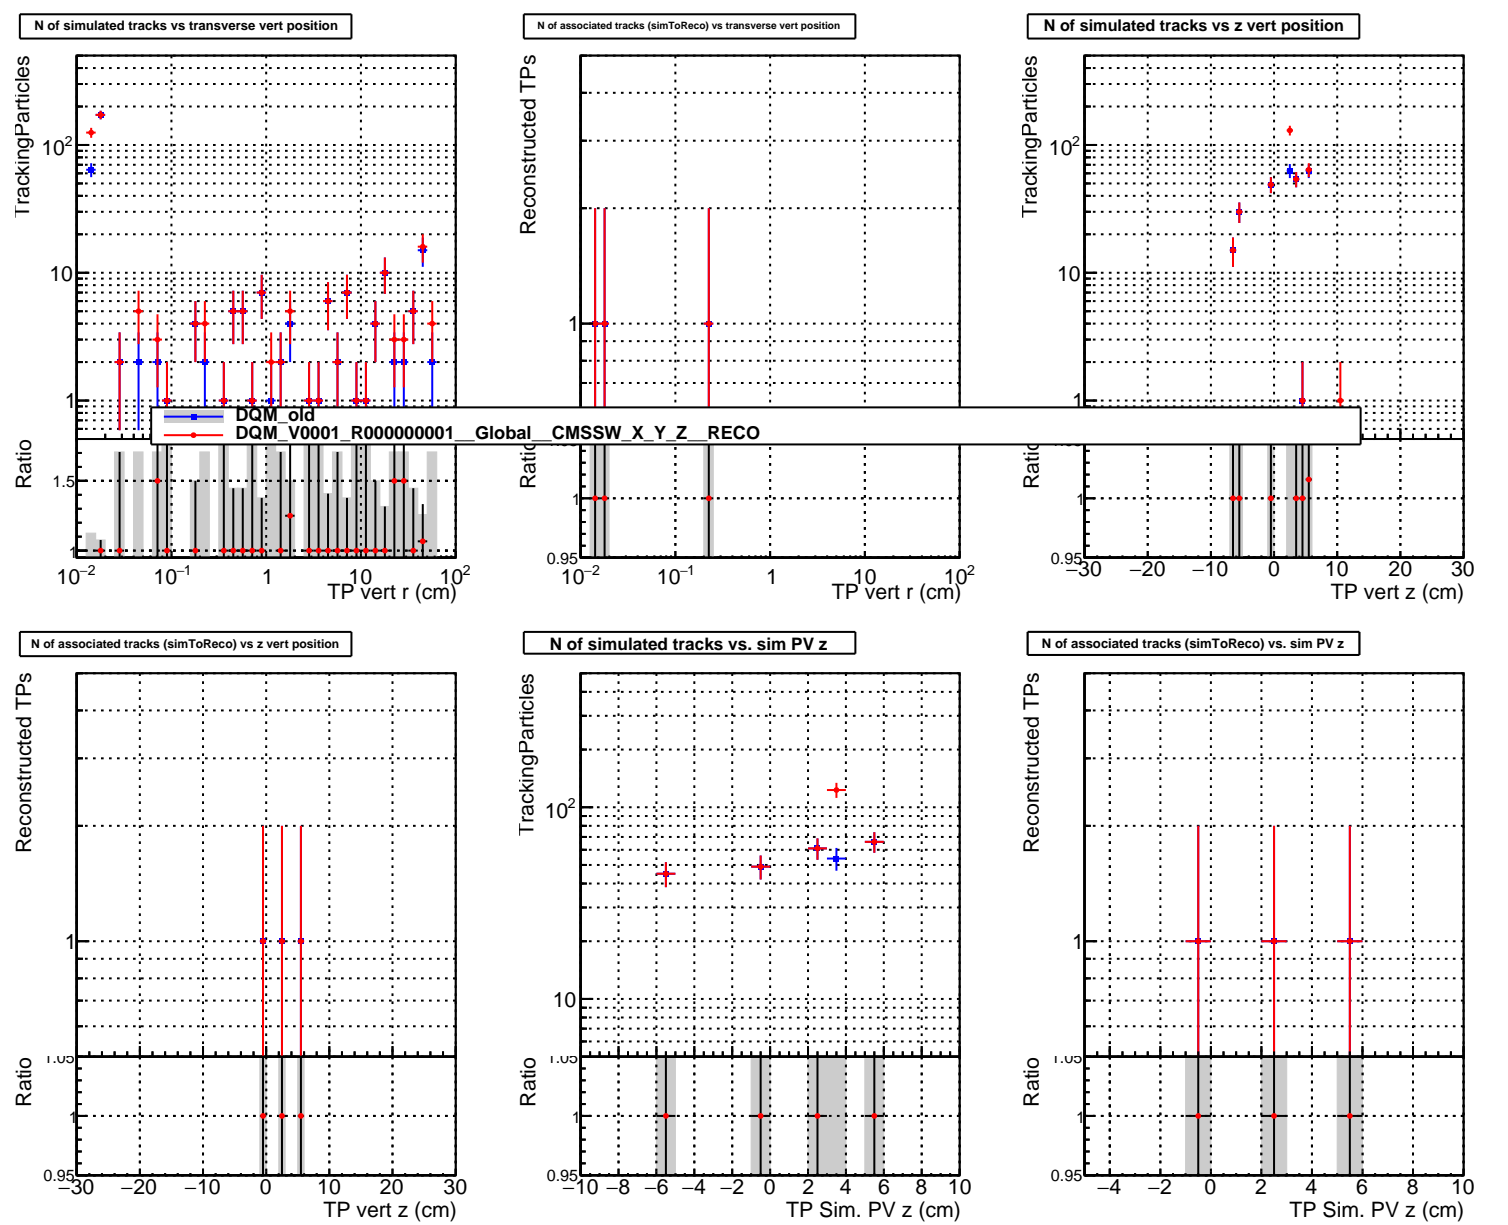 N of simulated tracks vs transverse vert position
N of associated tracks (simToReco) vs transverse vert position
N of simulated tracks vs z vert position
TrackingParticles
10²
10
1
Ratio
1.5
1
10⁻² 10⁻¹ 1 10 10²
TP vert r (cm)
Reconstructed TPs
1
Ratio
1
0.95
10⁻² 10⁻¹ 1 10 10²
TP vert r (cm)
TrackingParticles
10²
10
1
Ratio
1
0.95
−30 −20 −10 0 10 20 30
TP vert z (cm)
DQM_old
DQM_V0001_R000000001__Global__CMSSW_X_Y_Z__RECO
N of associated tracks (simToReco) vs z vert position
N of simulated tracks vs. sim PV z
N of associated tracks (simToReco) vs. sim PV z
Reconstructed TPs
1
Ratio
1.05
1
0.95
−30 −20 −10 0 10 20 30
TP vert z (cm)
TrackingParticles
10²
10
Ratio
1.05
1
0.95
−10 −8 −6 −4 −2 0 2 4 6 8 10
TP Sim. PV z (cm)
Reconstructed TPs
1
Ratio
1.05
1
0.95
−4 −2 0 2 4 6 8 10
TP Sim. PV z (cm)